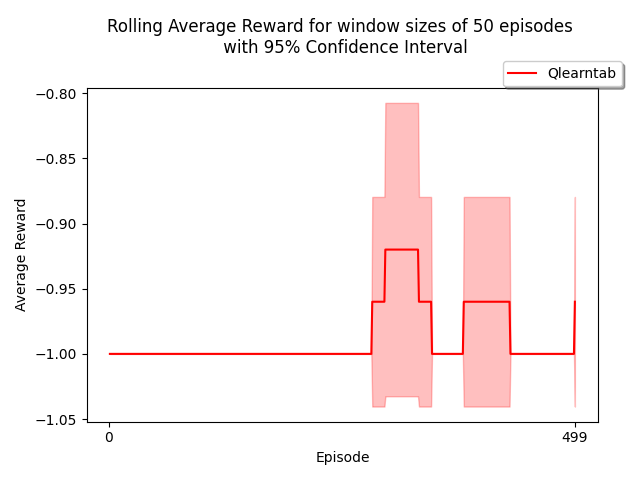 Rolling Average Reward for window sizes of 50 episodes
with 95% Confidence Interval
Qlearntab
−0.80
−0.85
−0.90
−0.95
−1.00
−1.05
Average Reward
0
499
Episode